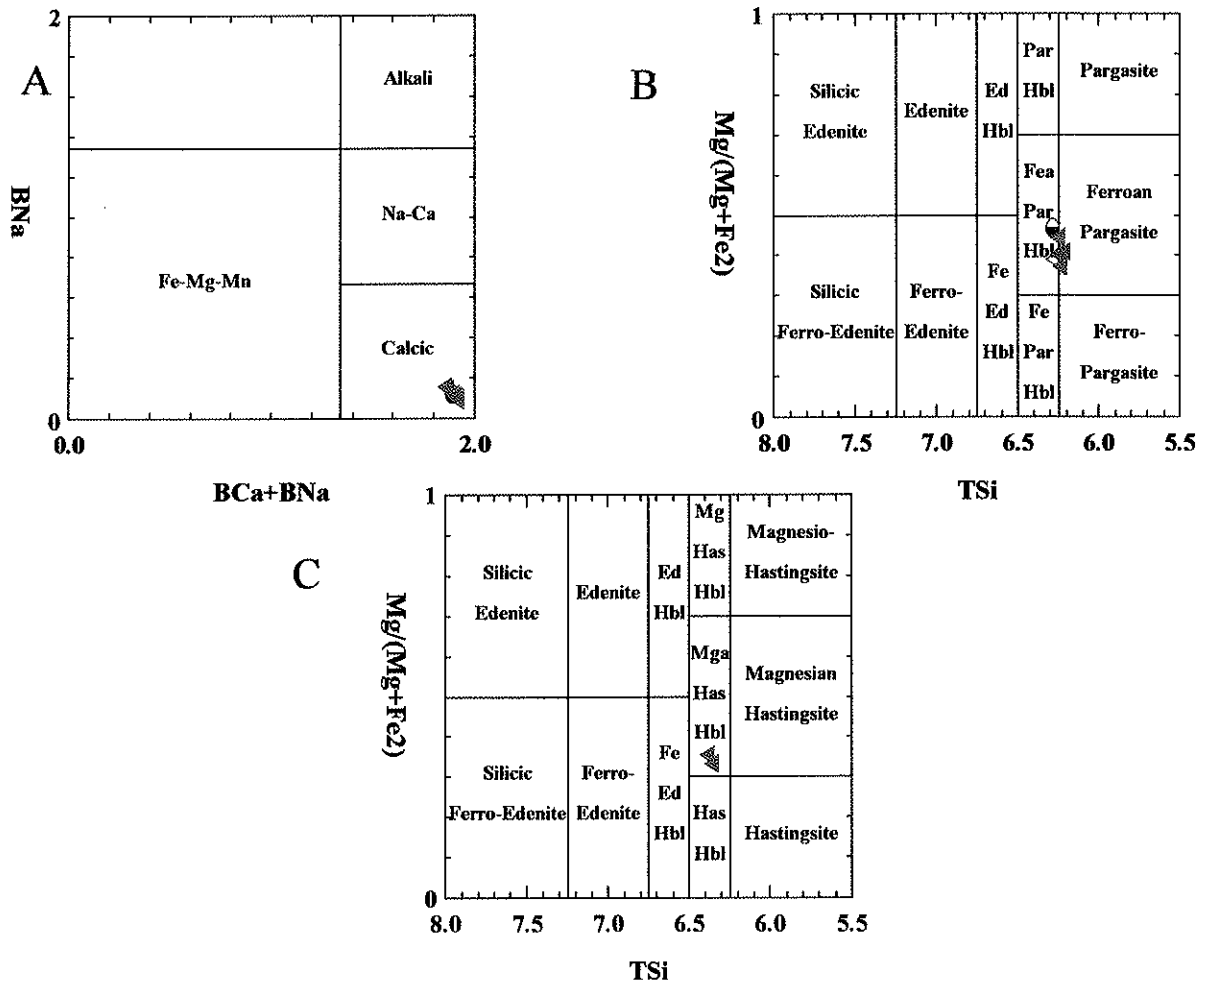 A
2
BNa
0
0.0
2.0
BCa+BNa
Alkali
Na-Ca
Fe-Mg-Mn
Calcic
B
1
Mg/(Mg+Fe2)
0
8.0
7.5
7.0
6.5
6.0
5.5
TSi
Silicic
Edenite
Edenite
Ed
Hbl
Par
Hbl
Pargasite
Fea
Par
Hbl
Ferroan
Pargasite
Silicic
Ferro-Edenite
Ferro-
Edenite
Fe
Ed
Hbl
Fe
Par
Hbl
Ferro-
Pargasite
C
1
Mg/(Mg+Fe2)
0
8.0
7.5
7.0
6.5
6.0
5.5
TSi
Silicic
Edenite
Edenite
Ed
Hbl
Mg
Has
Hbl
Magnesio-
Hastingsite
Mga
Has
Hbl
Magnesian
Hastingsite
Silicic
Ferro-Edenite
Ferro-
Edenite
Fe
Ed
Hbl
Has
Hbl
Hastingsite